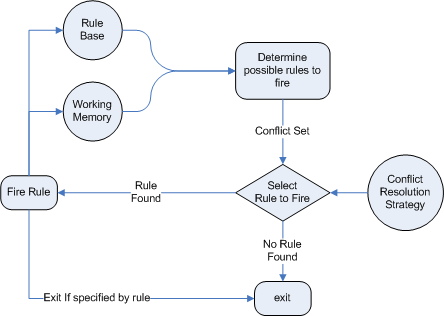 Rule
Base
Determine
possible rules to
fire
Working
Memory
Conflict Set
Fire Rule
Rule
Found
Select
Rule to Fire
Conflict
Resolution
Strategy
No Rule
Found
Exit If specified by rule
exit